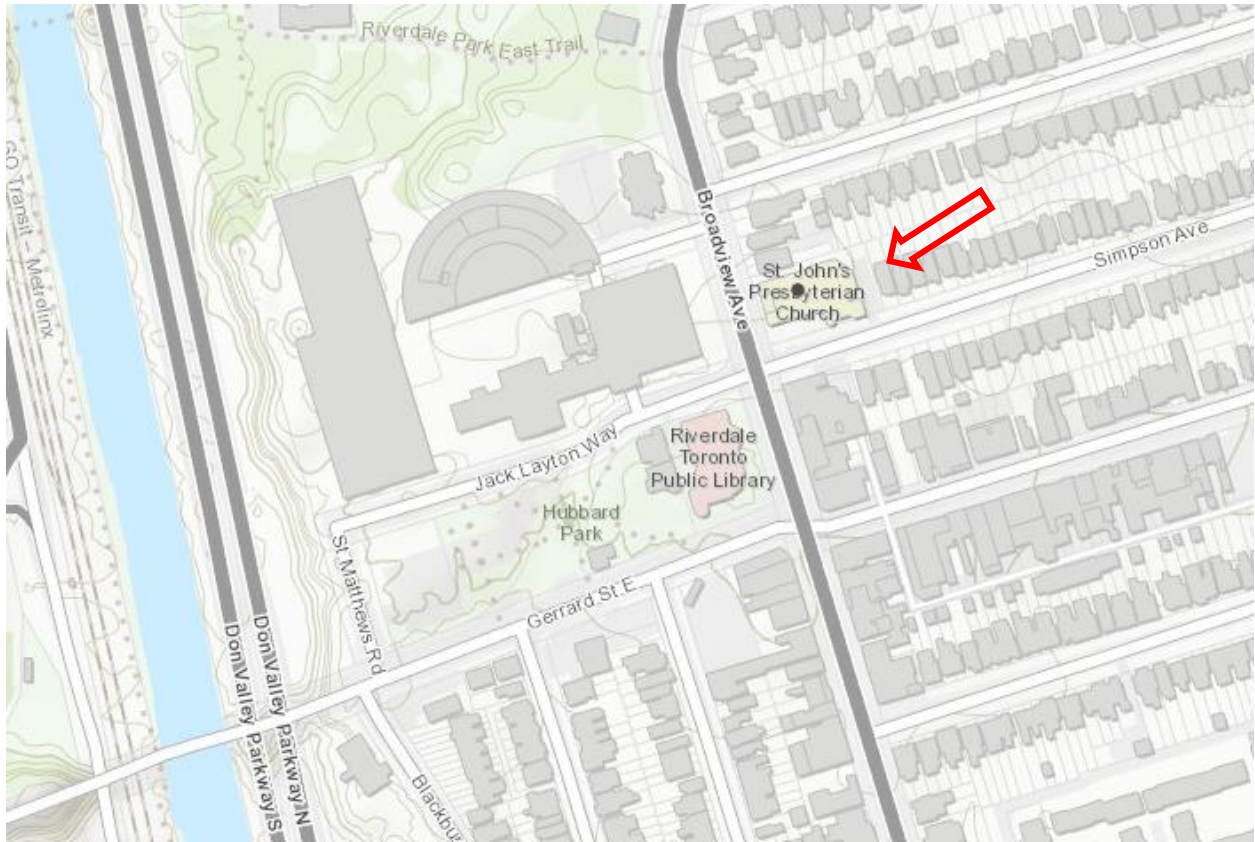 Riverdale Park East Trail
GO Transit - Metrolinx
Broadview Ave
Simpson Ave
St. John's
Presbyterian
Church
Jack Layton Way
Riverdale
Toronto
Public Library
Hubbard
Park
St Matthews Rd
Gerrard St E
Don Valley Parkway S
Don Valley Parkway N
Blackbu